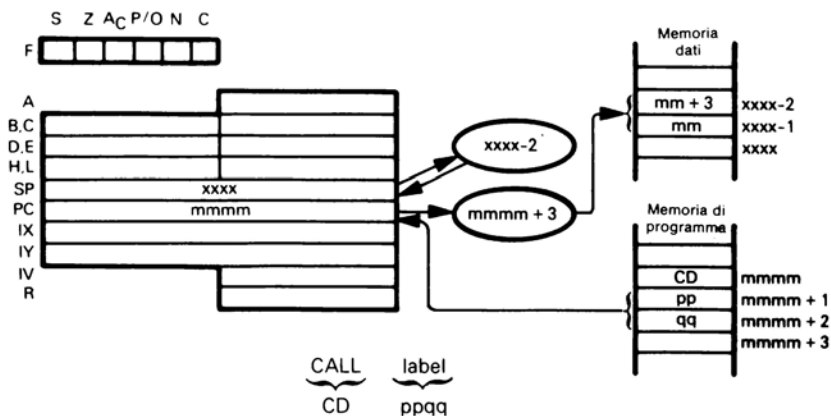 S Z AC P/O N C
F
A
B,C
D,E
H,L
SP xxxx
PC mmmm
IX
IY
IV
R
xxxx-2
mmmm + 3
Memoria
dati
mm + 3 xxxx-2
mm xxxx-1
xxxx
Memoria di
programma
CD mmmm
pp mmmm + 1
qq mmmm + 2
mmmm + 3
CALL label
CD ppqq